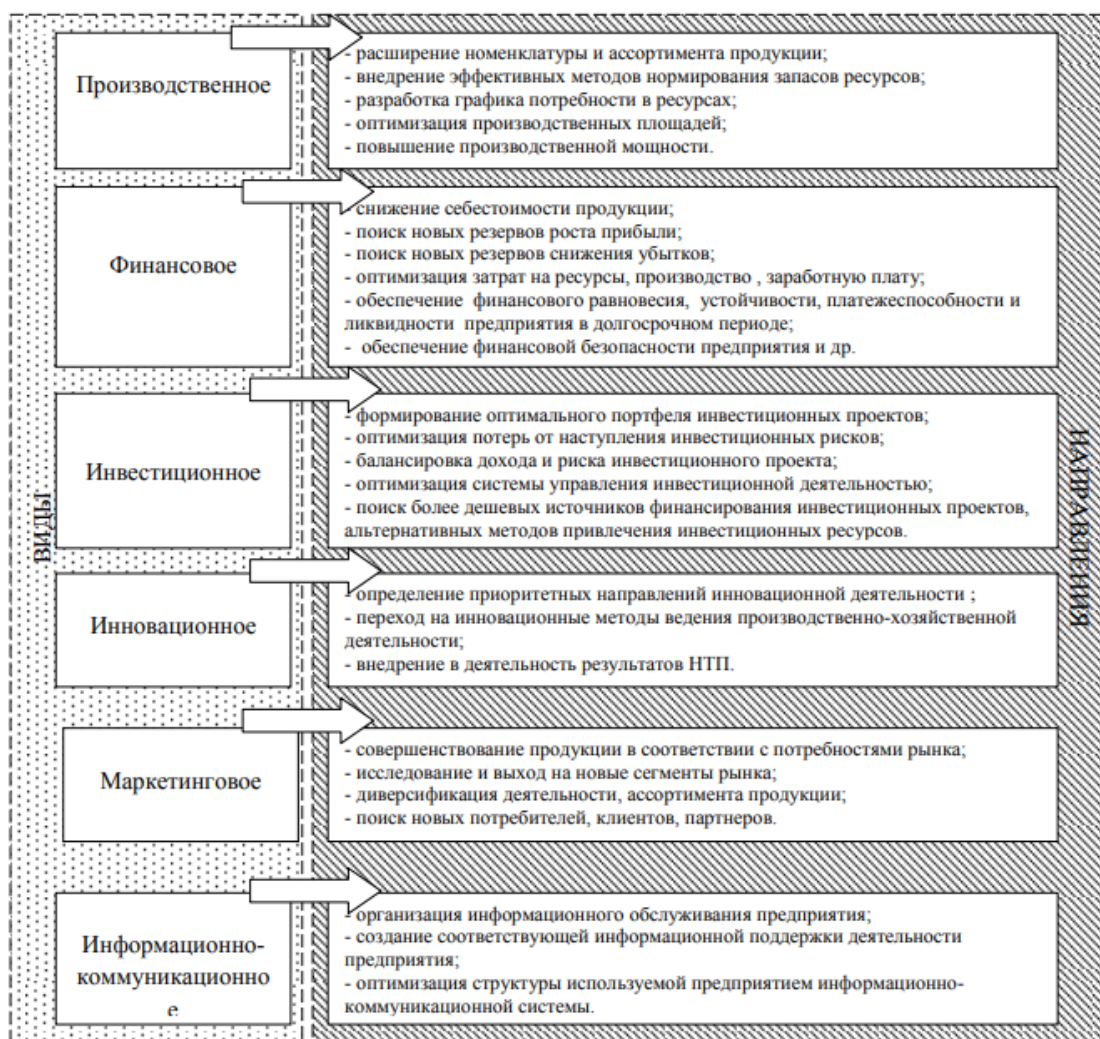 ВИДЫ
НАПРАВЛЕНИЯ
Производственное
- расширение номенклатуры и ассортимента продукции;
- внедрение эффективных методов нормирования запасов ресурсов;
- разработка графика потребности в ресурсах;
- оптимизация производственных площадей;
- повышение производственной мощности.
Финансовое
- снижение себестоимости продукции;
- поиск новых резервов роста прибыли;
- поиск новых резервов снижения убытков;
- оптимизация затрат на ресурсы, производство , заработную плату;
- обеспечение финансового равновесия, устойчивости, платежеспособности и
ликвидности предприятия в долгосрочном периоде;
- обеспечение финансовой безопасности предприятия и др.
Инвестиционное
- формирование оптимального портфеля инвестиционных проектов;
- оптимизация потерь от наступления инвестиционных рисков;
- балансировка дохода и риска инвестиционного проекта;
- оптимизация системы управления инвестиционной деятельностью;
- поиск более дешевых источников финансирования инвестиционных проектов,
альтернативных методов привлечения инвестиционных ресурсов.
Инновационное
- определение приоритетных направлений инновационной деятельности ;
- переход на инновационные методы ведения производственно-хозяйственной
деятельности;
- внедрение в деятельность результатов НТП.
Маркетинговое
- совершенствование продукции в соответствии с потребностями рынка;
- исследование и выход на новые сегменты рынка;
- диверсификация деятельности, ассортимента продукции;
- поиск новых потребителей, клиентов, партнеров.
Информационно-
коммуникационно
е
- организация информационного обслуживания предприятия;
- создание соответствующей информационной поддержки деятельности
предприятия;
- оптимизация структуры используемой предприятием информационно-
коммуникационной системы.